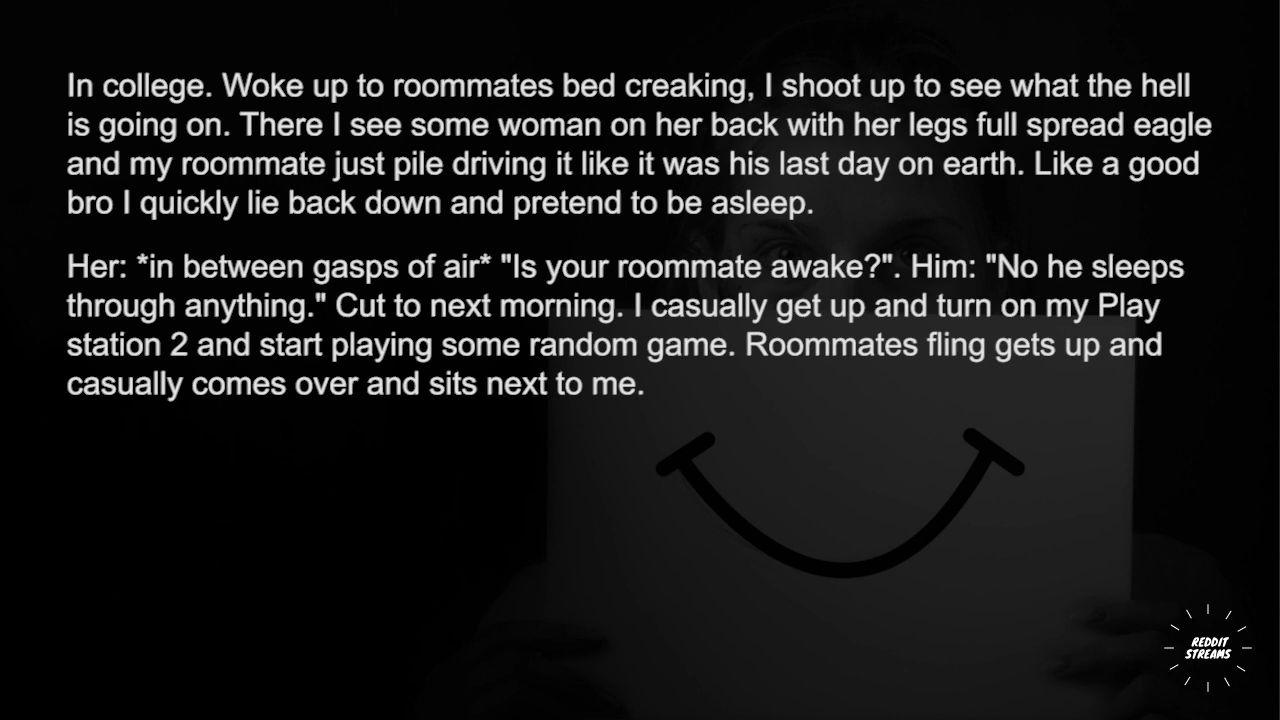 In college. Woke up to roommates bed creaking, I shoot up to see what the hell
is going on. There I see some woman on her back with her legs full spread eagle
and my roommate just pile driving it like it was his last day on earth. Like a good
bro I quickly lie back down and pretend to be asleep.
Her: *in between gasps of air* "Is your roommate awake?". Him: "No he sleeps
through anything." Cut to next morning. I casually get up and turn on my Play
station 2 and start playing some random game. Roommates fling gets up and
casually comes over and sits next to me.
REDDIT
STREAMS